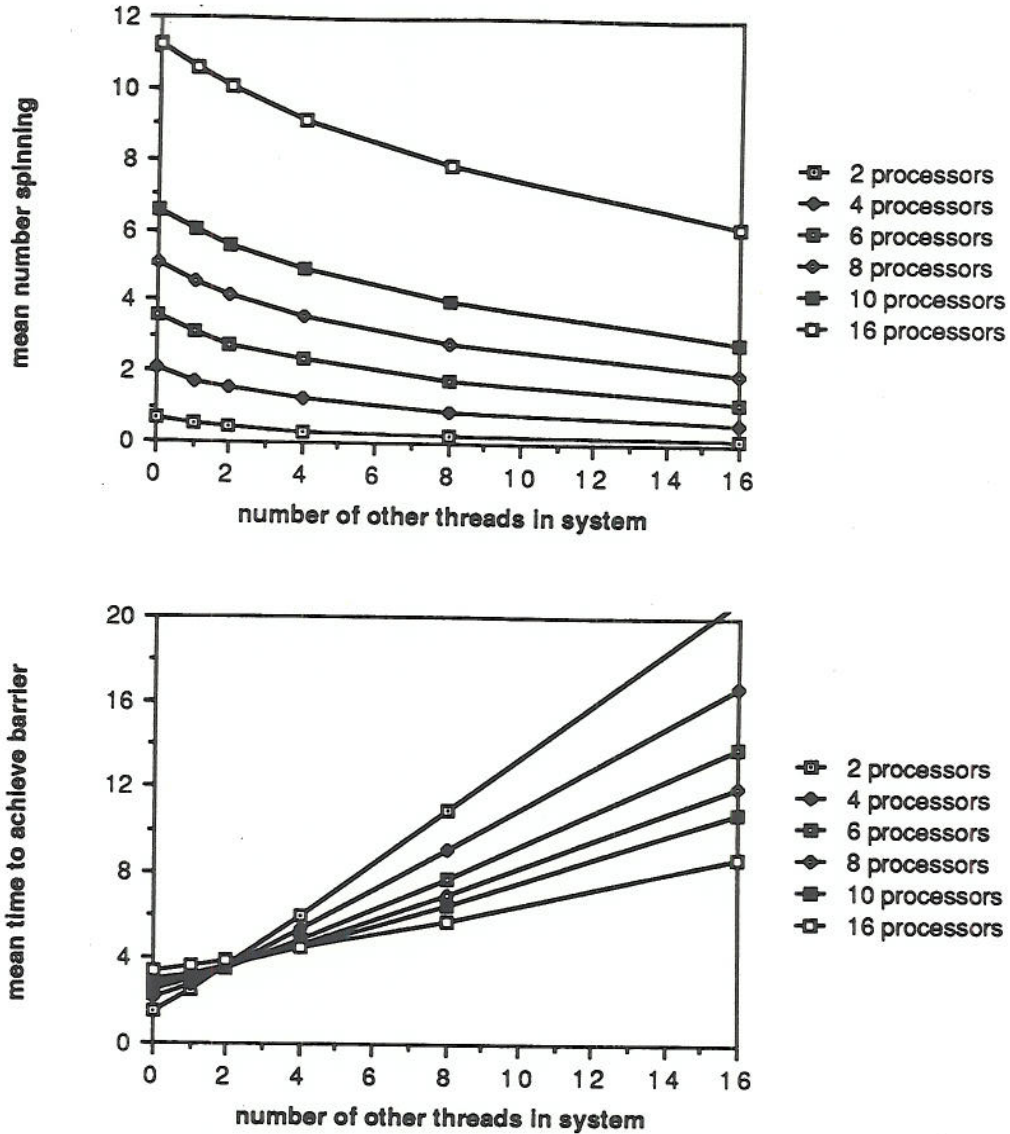 12
10
8
6
4
2
0
mean number spinning
0 2 4 6 8 10 12 14 16
number of other threads in system
2 processors
4 processors
6 processors
8 processors
10 processors
16 processors
20
16
12
8
4
0
mean time to achieve barrier
0 2 4 6 8 10 12 14 16
number of other threads in system
2 processors
4 processors
6 processors
8 processors
10 processors
16 processors